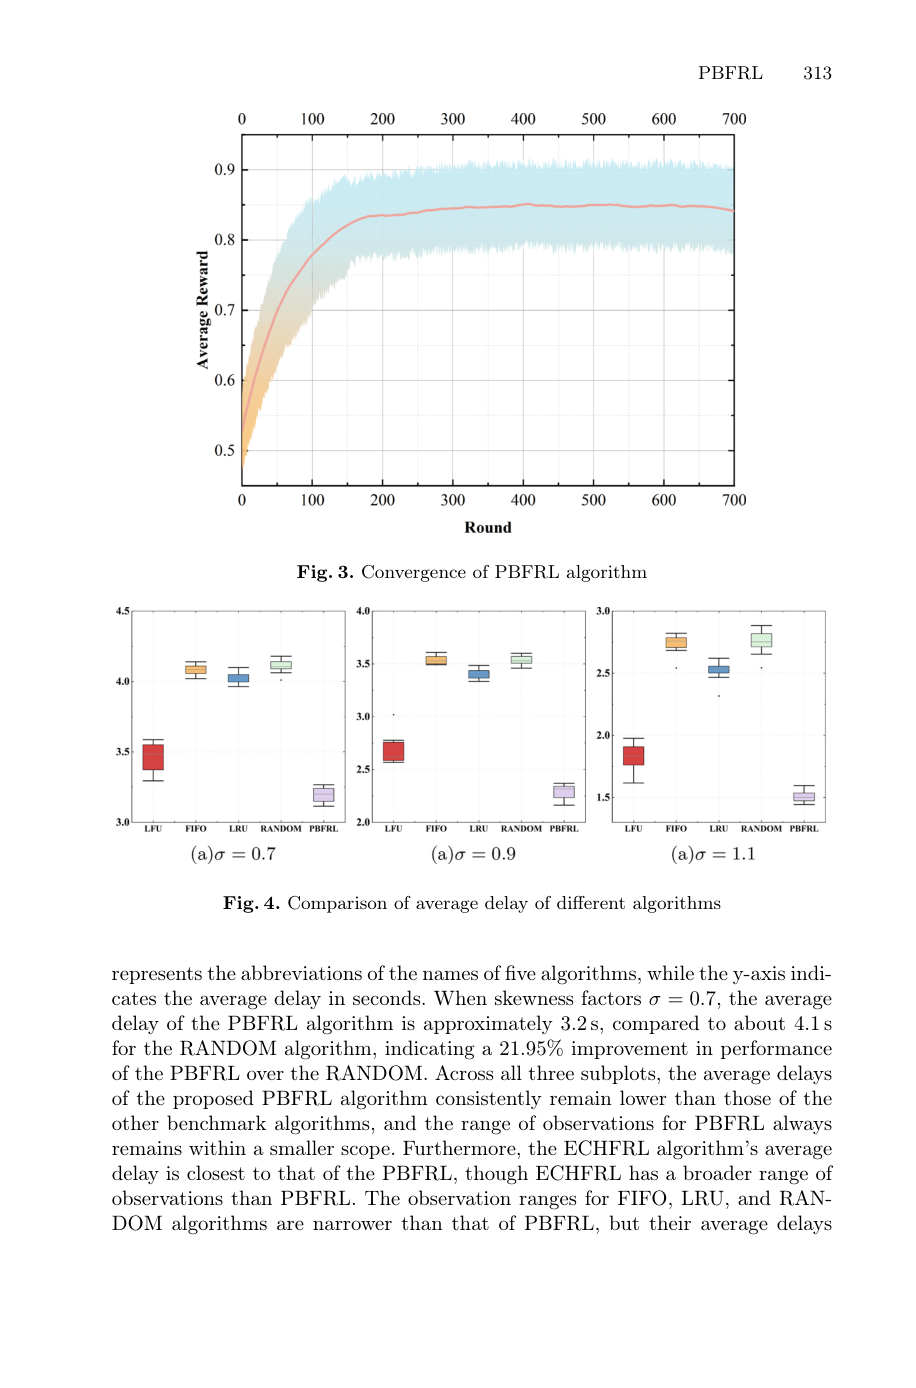 PBFRL 313
0 100 200 300 400 500 600 700
0.9
0.8
0.7
0.6
0.5
Average Reward
0 100 200 300 400 500 600 700
Round
Fig. 3. Convergence of PBFRL algorithm
4.5
4.0
3.5
3.0
LFU FIFO LRU RANDOM PBFRL
(a)σ = 0.7
4.0
3.5
3.0
2.5
2.0
LFU FIFO LRU RANDOM PBFRL
(a)σ = 0.9
3.0
2.5
2.0
1.5
LFU FIFO LRU RANDOM PBFRL
(a)σ = 1.1
Fig. 4. Comparison of average delay of different algorithms
represents the abbreviations of the names of five algorithms, while the y-axis indi-
cates the average delay in seconds. When skewness factors σ = 0.7, the average
delay of the PBFRL algorithm is approximately 3.2 s, compared to about 4.1 s
for the RANDOM algorithm, indicating a 21.95% improvement in performance
of the PBFRL over the RANDOM. Across all three subplots, the average delays
of the proposed PBFRL algorithm consistently remain lower than those of the
other benchmark algorithms, and the range of observations for PBFRL always
remains within a smaller scope. Furthermore, the ECHFRL algorithm's average
delay is closest to that of the PBFRL, though ECHFRL has a broader range of
observations than PBFRL. The observation ranges for FIFO, LRU, and RAN-
DOM algorithms are narrower than that of PBFRL, but their average delays